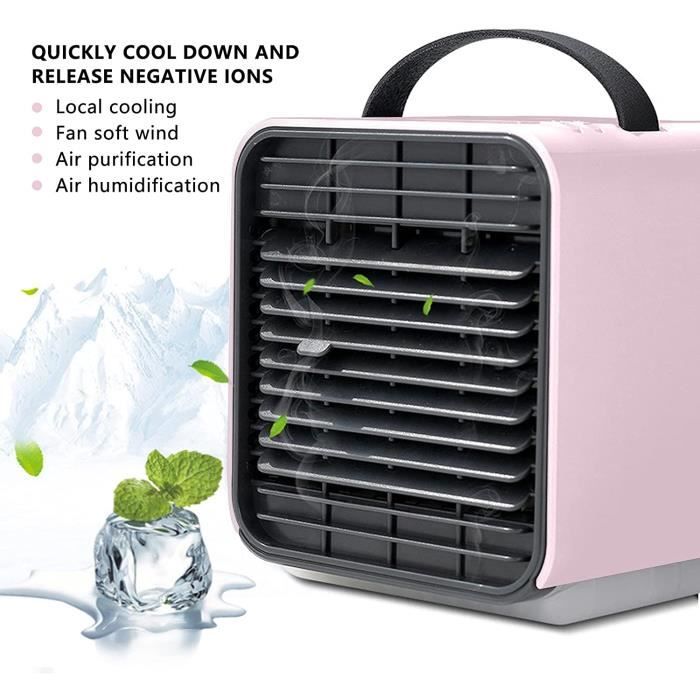 QUICKLY COOL DOWN AND
RELEASE NEGATIVE IONS
Local cooling
Fan soft wind
Air purification
Air humidification